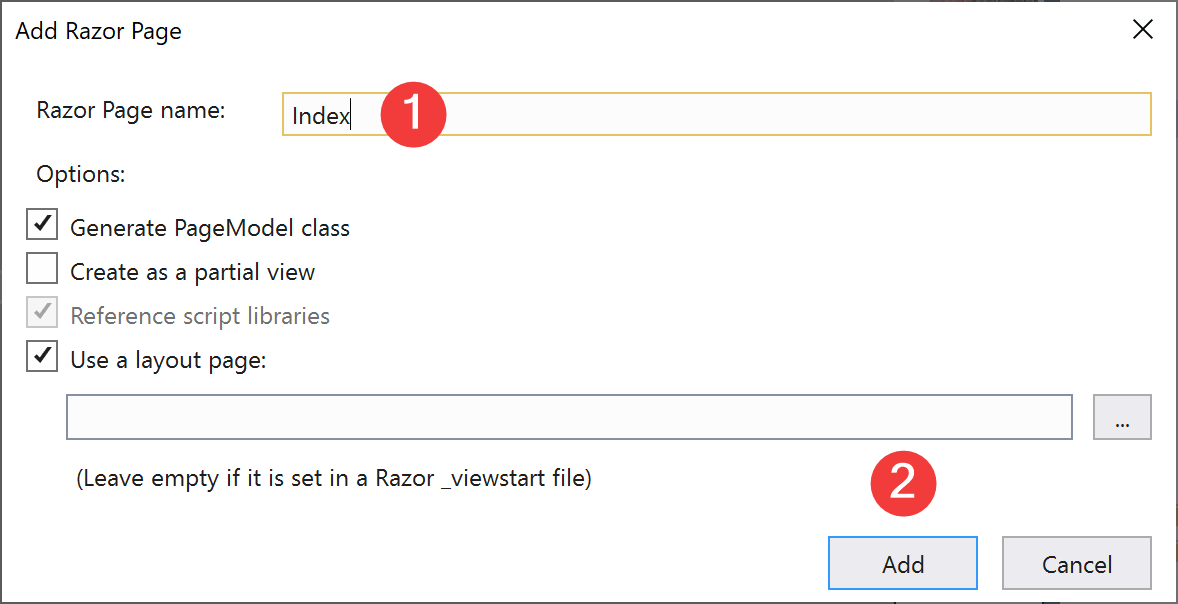 Add Razor Page
Razor Page name:
Index
1
Options:
Generate PageModel class
Create as a partial view
Reference script libraries
Use a layout page:
...
(Leave empty if it is set in a Razor _viewstart file)
2
Add
Cancel